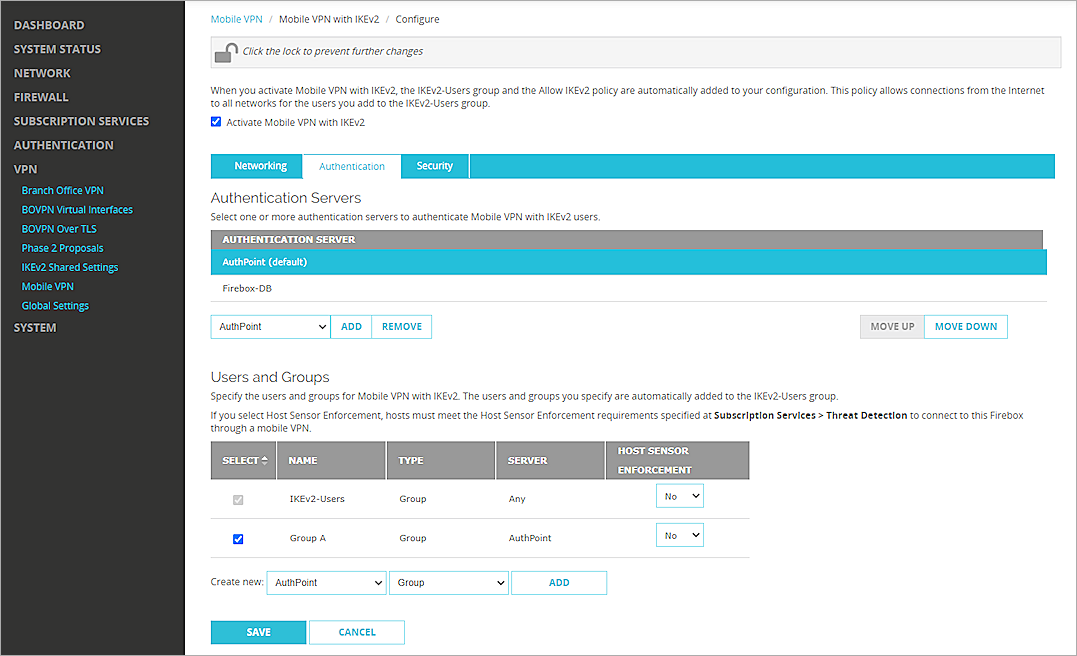 DASHBOARD
SYSTEM STATUS
NETWORK
FIREWALL
SUBSCRIPTION SERVICES
AUTHENTICATION
VPN
Branch Office VPN
BOVPN Virtual Interfaces
BOVPN Over TLS
Phase 2 Proposals
IKEv2 Shared Settings
Mobile VPN
Global Settings
SYSTEM
Mobile VPN / Mobile VPN with IKEv2 / Configure
Click the lock to prevent further changes
When you activate Mobile VPN with IKEv2, the IKEv2-Users group and the Allow IKEv2 policy are automatically added to your configuration. This policy allows connections from the Internet
to all networks for the users you add to the IKEv2-Users group.
Activate Mobile VPN with IKEv2
Networking Authentication Security
Authentication Servers
Select one or more authentication servers to authenticate Mobile VPN with IKEv2 users.
AUTHENTICATION SERVER
AuthPoint (default)
Firebox-DB
AuthPoint ADD REMOVE MOVE UP MOVE DOWN
Users and Groups
Specify the users and groups for Mobile VPN with IKEv2. The users and groups you specify are automatically added to the IKEv2-Users group.
If you select Host Sensor Enforcement, hosts must meet the Host Sensor Enforcement requirements specified at Subscription Services > Threat Detection to connect to this Firebox
through a mobile VPN.
SELECT NAME TYPE SERVER HOST SENSOR
ENFORCEMENT
IKEv2-Users Group Any No
Group A Group AuthPoint No
Create new: AuthPoint Group ADD
SAVE CANCEL